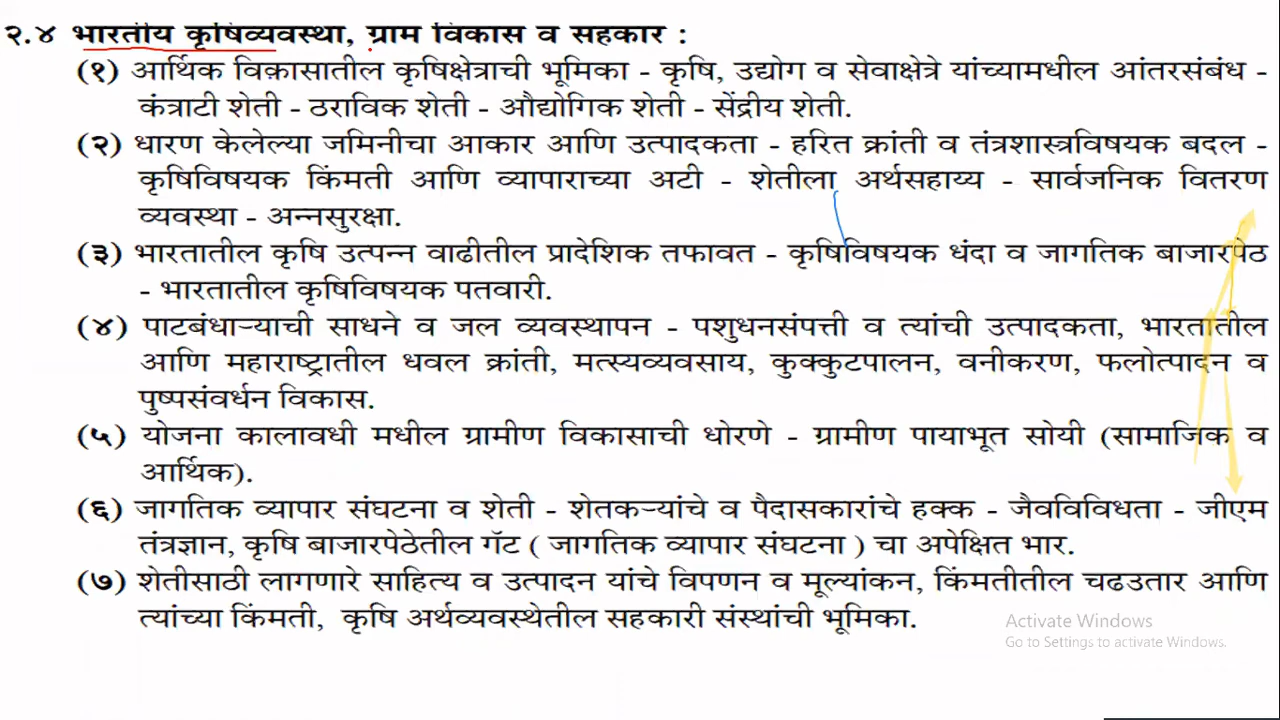 २.४ भारतीय कृषिव्यवस्था, ग्राम विकास व सहकार :
(१) आर्थिक विकासातील कृषिक्षेत्राची भूमिका - कृषि, उद्योग व सेवाक्षेत्रे यांच्यामधील आंतरसंबंध -
कंत्राटी शेती - ठराविक शेती - औद्योगिक शेती - सेंद्रीय शेती.
(२) धारण केलेल्या जमिनीचा आकार आणि उत्पादकता - हरित क्रांती व तंत्रशास्त्रविषयक बदल -
कृषिविषयक किंमती आणि व्यापाराच्या अटी - शेतीला अर्थसहाय्य - सार्वजनिक वितरण
व्यवस्था - अन्नसुरक्षा.
(३) भारतातील कृषि उत्पन्न वाढीतील प्रादेशिक तफावत - कृषिविषयक धंदा व जागतिक बाजारपेठ
- भारतातील कृषिविषयक पतवारी.
(४) पाटबंधाऱ्याची साधने व जल व्यवस्थापन - पशुधनसंपत्ती व त्यांची उत्पादकता, भारतातील
आणि महाराष्ट्रातील धवल क्रांती, मत्स्यव्यवसाय, कुक्कुटपालन, वनीकरण, फलोत्पादन व
पुष्पसंवर्धन विकास.
(५) योजना कालावधी मधील ग्रामीण विकासाची धोरणे - ग्रामीण पायाभूत सोयी (सामाजिक व
आर्थिक).
(६) जागतिक व्यापार संघटना व शेती - शेतकऱ्यांचे व पैदासकारांचे हक्क - जैवविविधता - जीएम
तंत्रज्ञान, कृषि बाजारपेठेतील गॅट ( जागतिक व्यापार संघटना ) चा अपेक्षित भार.
(७) शेतीसाठी लागणारे साहित्य व उत्पादन यांचे विपणन व मूल्यांकन, किंमतीतील चढउतार आणि
त्यांच्या किंमती, कृषि अर्थव्यवस्थेतील सहकारी संस्थांची भूमिका.
Activate Windows
Go to Settings to activate Windows.